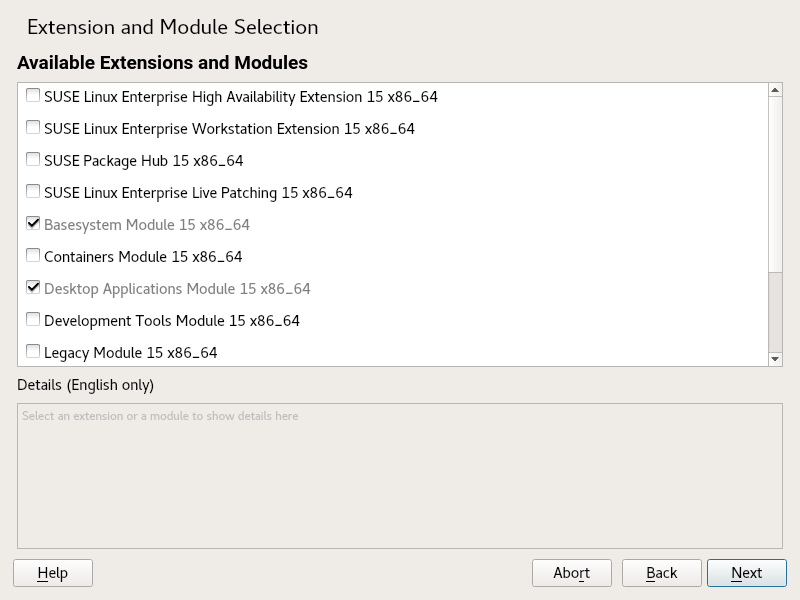 Extension and Module Selection
Available Extensions and Modules
SUSE Linux Enterprise High Availability Extension 15 x86_64
SUSE Linux Enterprise Workstation Extension 15 x86_64
SUSE Package Hub 15 x86_64
SUSE Linux Enterprise Live Patching 15 x86_64
Basesystem Module 15 x86_64
Containers Module 15 x86_64
Desktop Applications Module 15 x86_64
Development Tools Module 15 x86_64
Legacy Module 15 x86_64
Details (English only)
Select an extension or a module to show details here
Help Abort Back Next